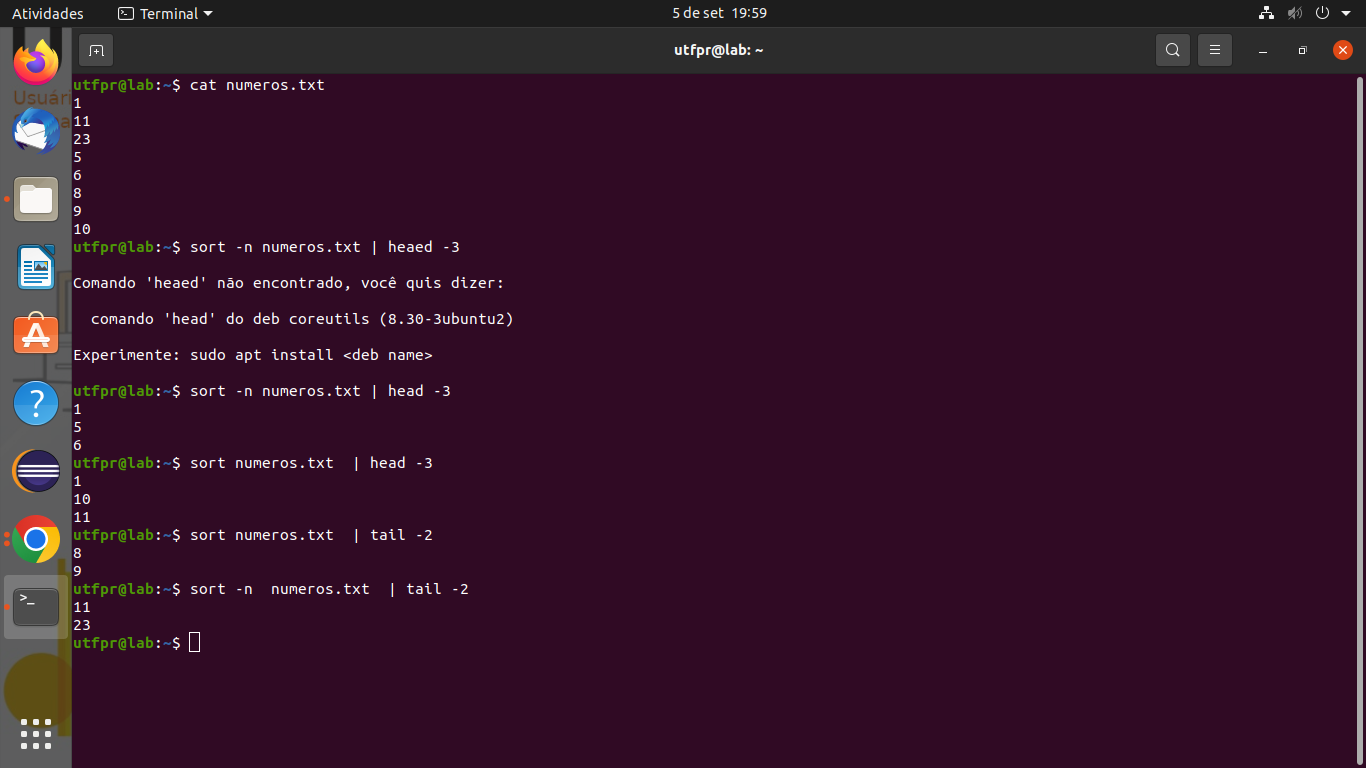 Atividades Terminal 5 de set 19:59
utfpr@lab: ~
Usuári
utfpr@lab:~$ cat numeros.txt
1
11
23
5
6
8
9
10
utfpr@lab:~$ sort -n numeros.txt | heaed -3
Comando 'heaed' não encontrado, você quis dizer:
comando 'head' do deb coreutils (8.30-3ubuntu2)
Experimente: sudo apt install <deb name>
utfpr@lab:~$ sort -n numeros.txt | head -3
1
5
6
utfpr@lab:~$ sort numeros.txt  | head -3
1
10
11
utfpr@lab:~$ sort numeros.txt  | tail -2
8
9
utfpr@lab:~$ sort -n  numeros.txt  | tail -2
11
23
utfpr@lab:~$